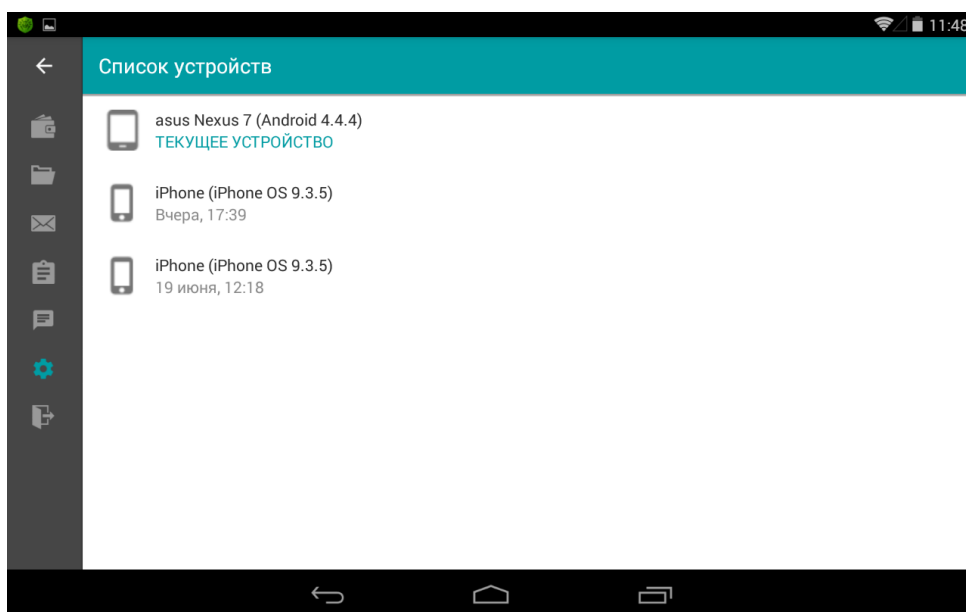 11:48
Список устройств
asus Nexus 7 (Android 4.4.4)
ТЕКУЩЕЕ УСТРОЙСТВО
iPhone (iPhone OS 9.3.5)
Вчера, 17:39
iPhone (iPhone OS 9.3.5)
19 июня, 12:18